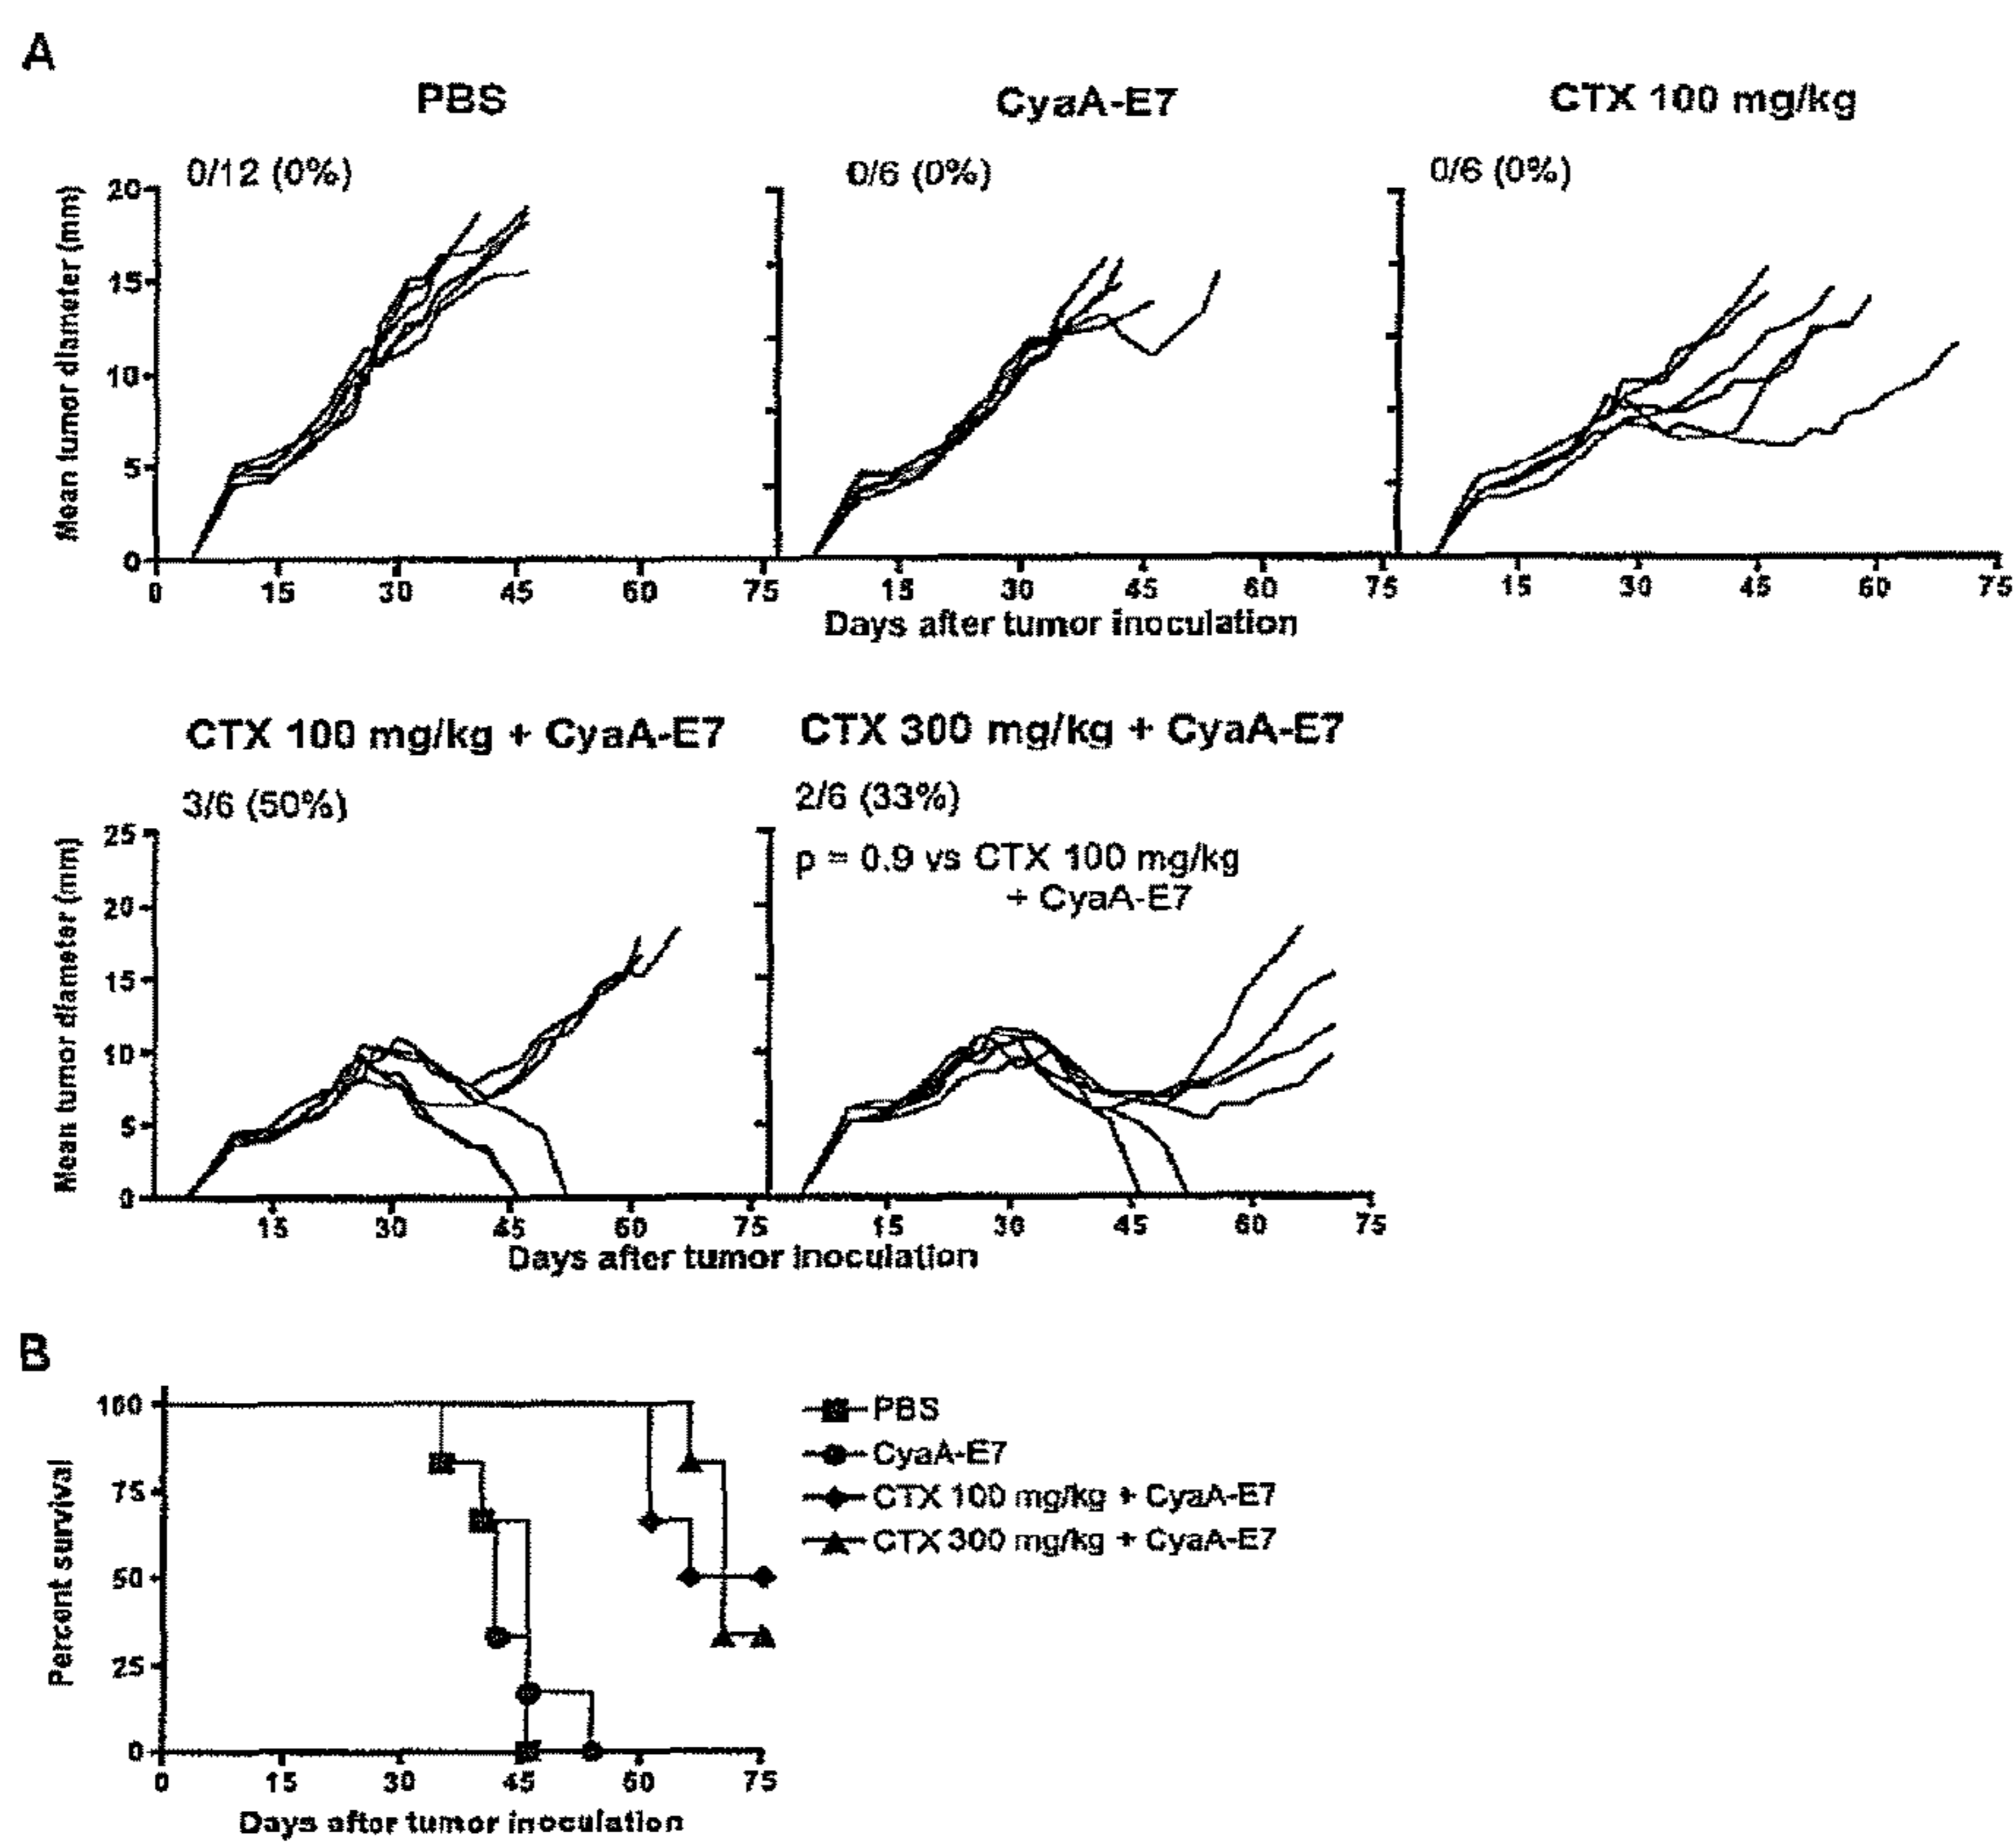 A
PBS
CyaA-E7
CTX 100 mg/kg
0/12 (0%)
0/6 (0%)
0/6 (0%)
Mean tumor diameter (mm)
20
15
10
5
0
0 15 30 45 60 75 15 30 45 60 75 15 30 45 60 75
Days after tumor inoculation
CTX 100 mg/kg + CyaA-E7
CTX 300 mg/kg + CyaA-E7
3/6 (50%)
2/6 (33%)
p = 0.9 vs CTX 100 mg/kg
+ CyaA-E7
Mean tumor diameter (mm)
25
20
15
10
5
0
15 30 45 60 75 15 30 45 60 75
Days after tumor inoculation
B
Percent survival
100
75
50
25
0
0 15 30 45 60 75
Days after tumor inoculation
PBS
CyaA-E7
CTX 100 mg/kg + CyaA-E7
CTX 300 mg/kg + CyaA-E7